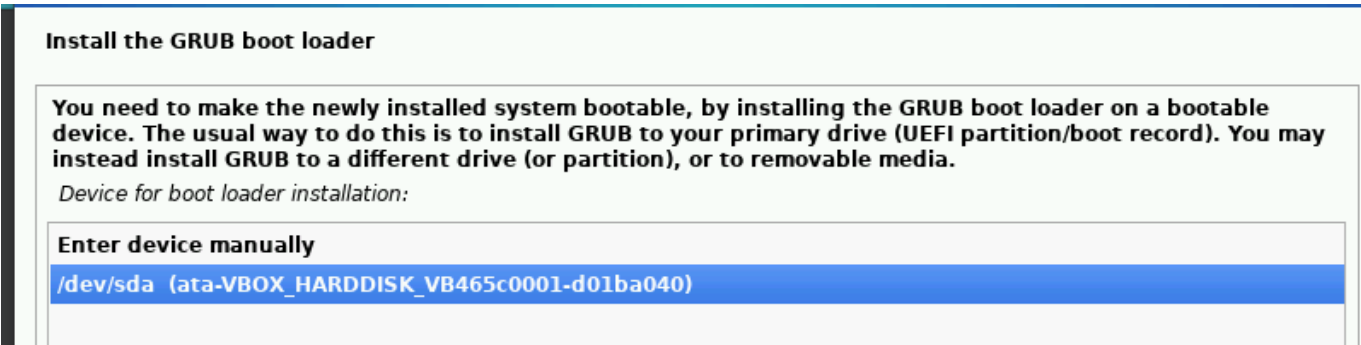 Install the GRUB boot loader
You need to make the newly installed system bootable, by installing the GRUB boot loader on a bootable
device. The usual way to do this is to install GRUB to your primary drive (UEFI partition/boot record). You may
instead install GRUB to a different drive (or partition), or to removable media.
Device for boot loader installation:
Enter device manually
/dev/sda (ata-VBOX_HARDDISK_VB465c0001-d01ba040)